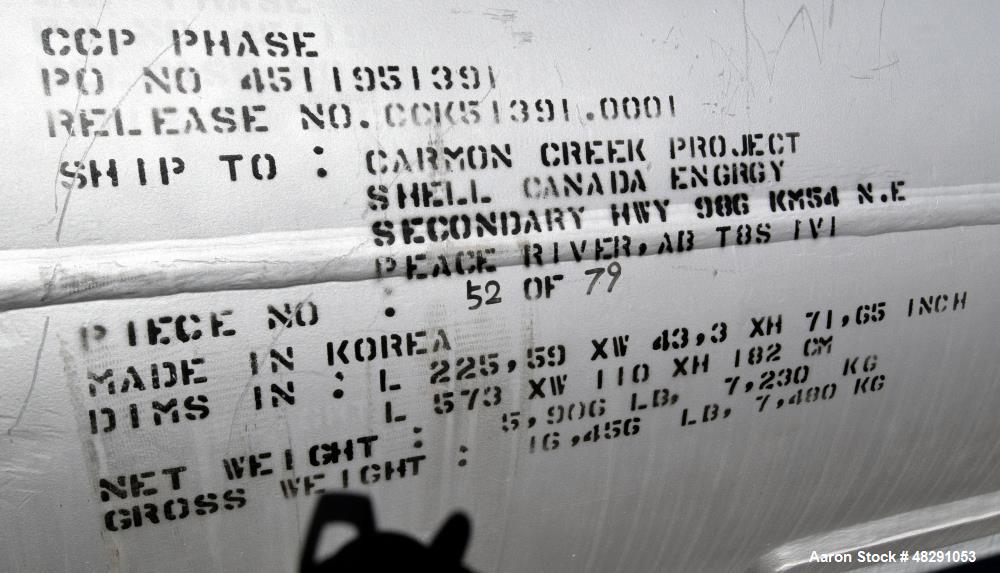 CCP PHASE
PO NO 4511951391
RELEASE NO. CCK51391.0001
SHIP TO : CARMON CREEK PROJECT
SHELL CANADA ENGRGY
SECONDARY HWY 986 KM54 N.E
PEACE RIVER, AB T8S 1V1
PIECE NO : 52 OF 79
MADE IN KOREA
DIMS IN : L 225,59 XW 43,3 XH 71,65 INCH
L 573 XW 110 XH 182 CM
NET WEIGHT : 5,906 LB, 7,230 KG
GROSS WEIGHT : 16,456 LB, 7,480 KG
Aaron Stock # 48291053